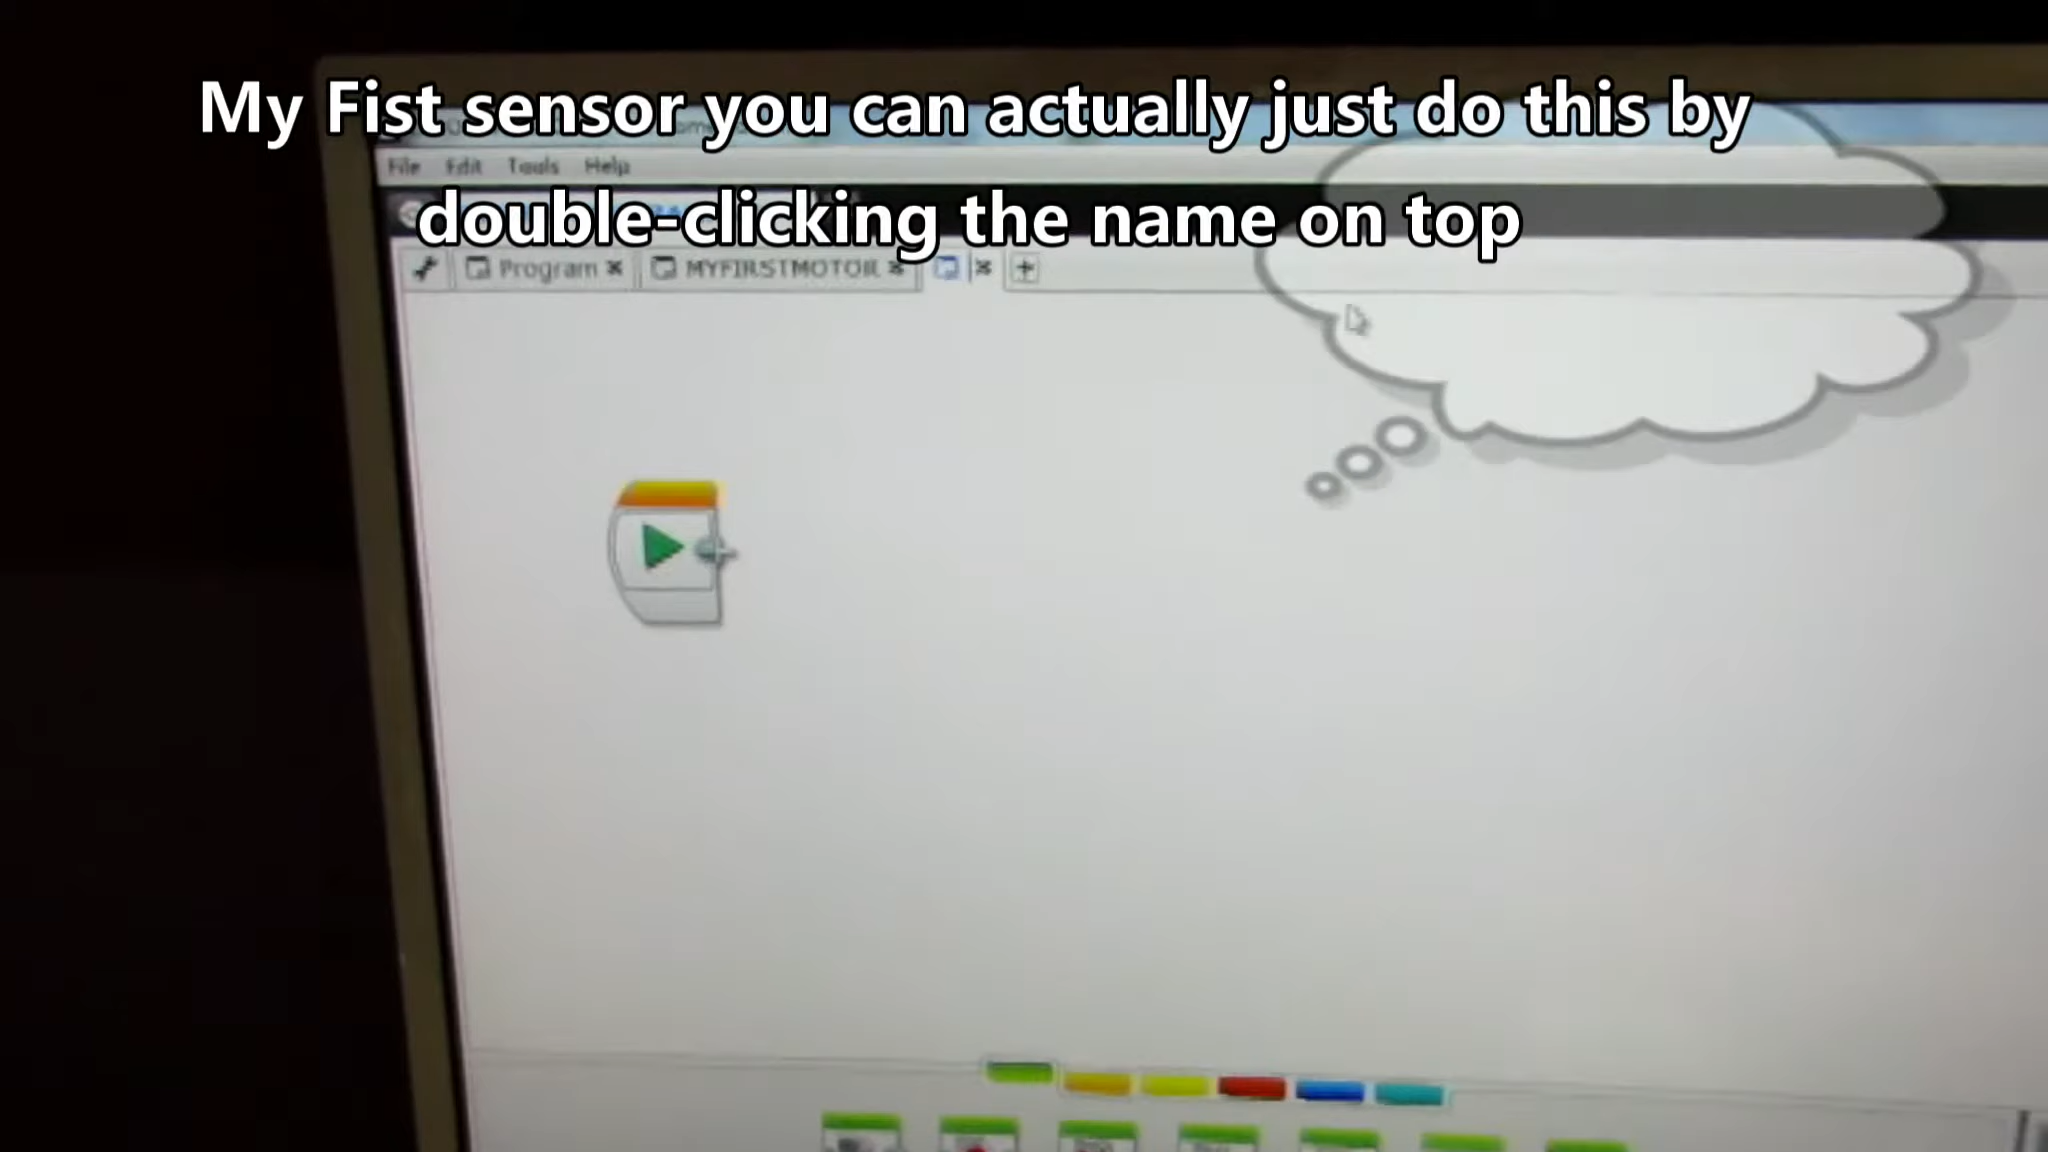 My Fist sensor you can actually just do this by
double-clicking the name on top
File Edit Tools Help
Program MYFIRSTMOTOR